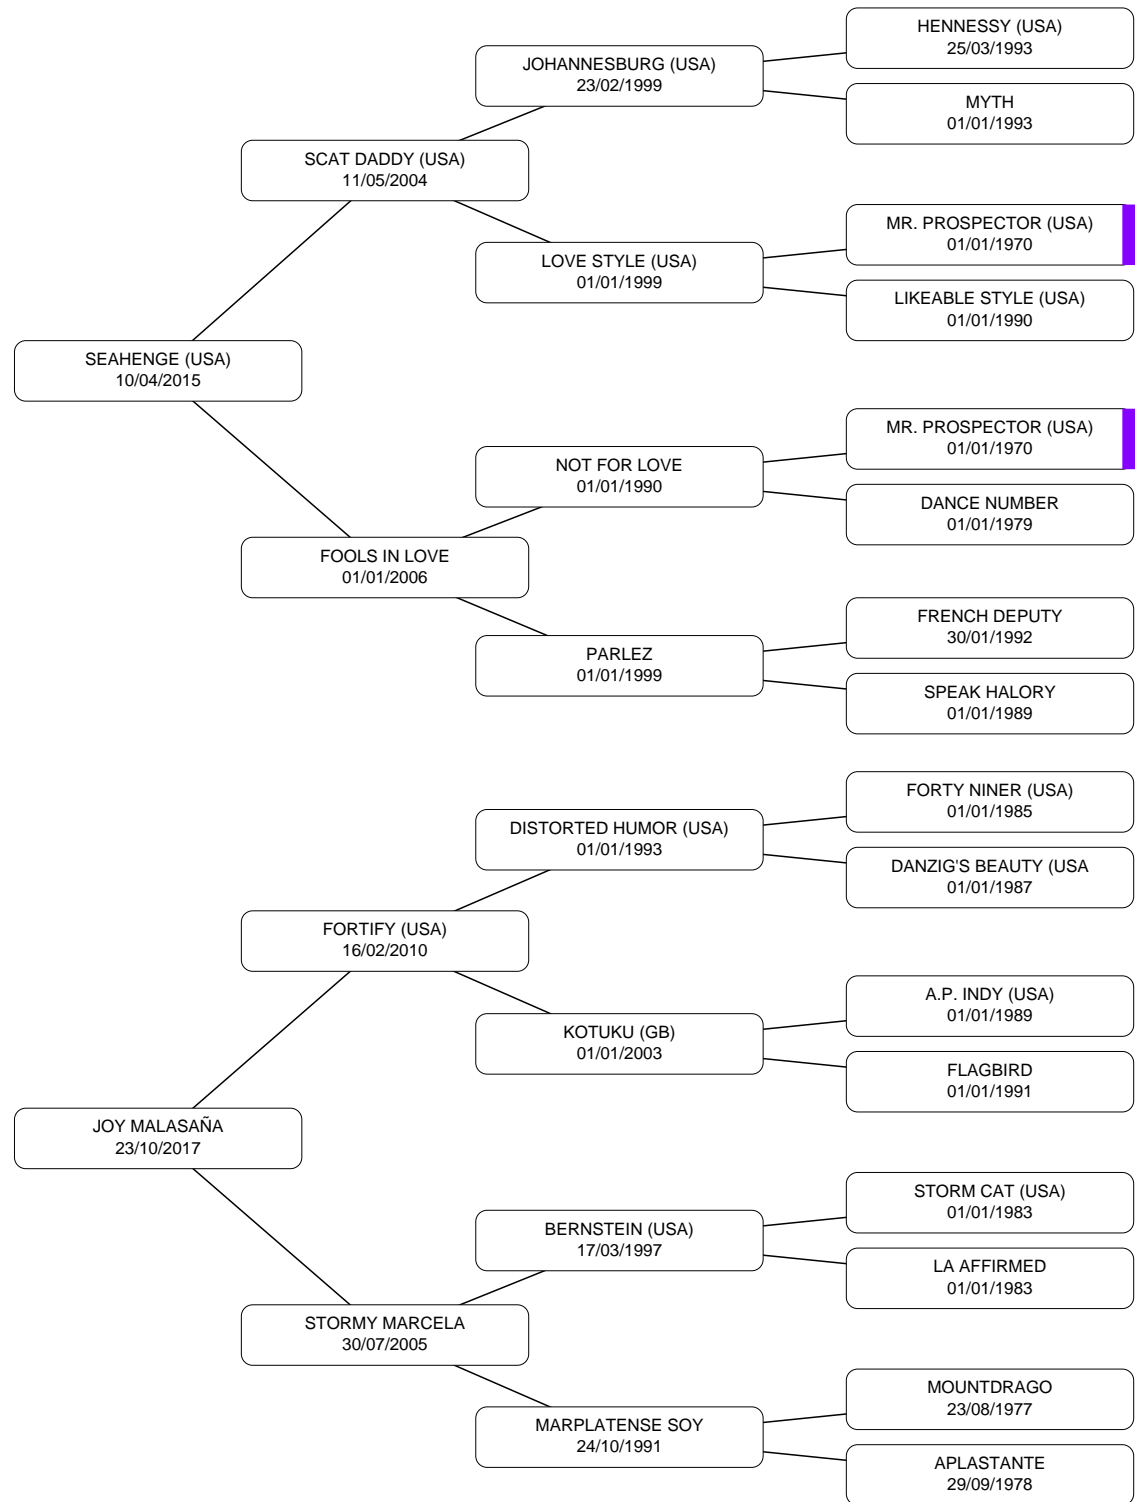 HENNESSY (USA)
25/03/1993
JOHANNESBURG (USA)
23/02/1999
MYTH
01/01/1993
SCAT DADDY (USA)
11/05/2004
MR. PROSPECTOR (USA)
01/01/1970
LOVE STYLE (USA)
01/01/1999
LIKEABLE STYLE (USA)
01/01/1990
SEAHENGE (USA)
10/04/2015
MR. PROSPECTOR (USA)
01/01/1970
NOT FOR LOVE
01/01/1990
DANCE NUMBER
01/01/1979
FOOLS IN LOVE
01/01/2006
FRENCH DEPUTY
30/01/1992
PARLEZ
01/01/1999
SPEAK HALORY
01/01/1989
FORTY NINER (USA)
01/01/1985
DISTORTED HUMOR (USA)
01/01/1993
DANZIG'S BEAUTY (USA
01/01/1987
FORTIFY (USA)
16/02/2010
A.P. INDY (USA)
01/01/1989
KOTUKU (GB)
01/01/2003
FLAGBIRD
01/01/1991
JOY MALASAÑA
23/10/2017
STORM CAT (USA)
01/01/1983
BERNSTEIN (USA)
17/03/1997
LA AFFIRMED
01/01/1983
STORMY MARCELA
30/07/2005
MOUNTDRAGO
23/08/1977
MARPLATENSE SOY
24/10/1991
APLASTANTE
29/09/1978